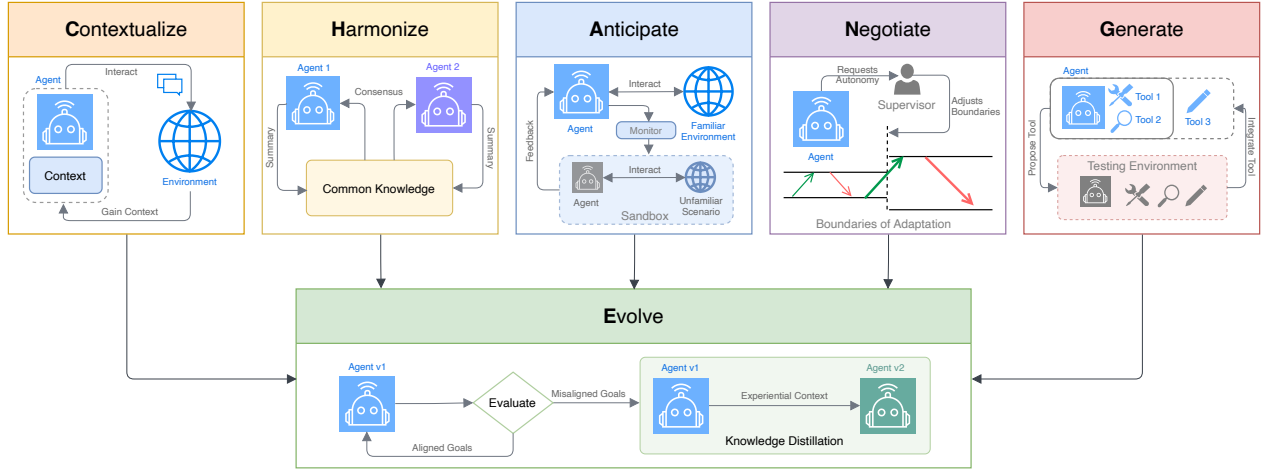 Contextualize
Agent
Interact
Context
Environment
Gain Context
Harmonize
Agent 1
Agent 2
Consensus
Summary
Summary
Common Knowledge
Anticipate
Interact
Agent
Familiar
Environment
Monitor
Feedback
Interact
Agent
Unfamiliar
Scenario
Sandbox
Negotiate
Requests
Autonomy
Supervisor
Adjusts
Boundaries
Agent
Boundaries of Adaptation
Generate
Agent
Tool 1
Tool 2
Tool 3
Propose Tool
Integrate Tool
Testing Environment
Evolve
Agent v1
Evaluate
Misaligned Goals
Aligned Goals
Agent v1
Experiential Context
Agent v2
Knowledge Distillation